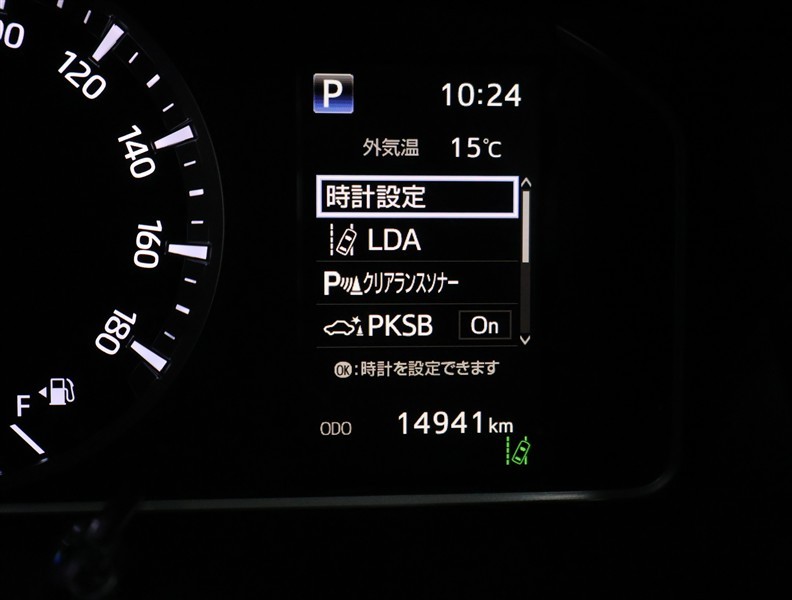 120
140
160
180
F
P 10:24
外気温 15℃
時計設定
LDA
Pクリアランスソナー
PKSB On
OK:時計を設定できます
ODO 14941km